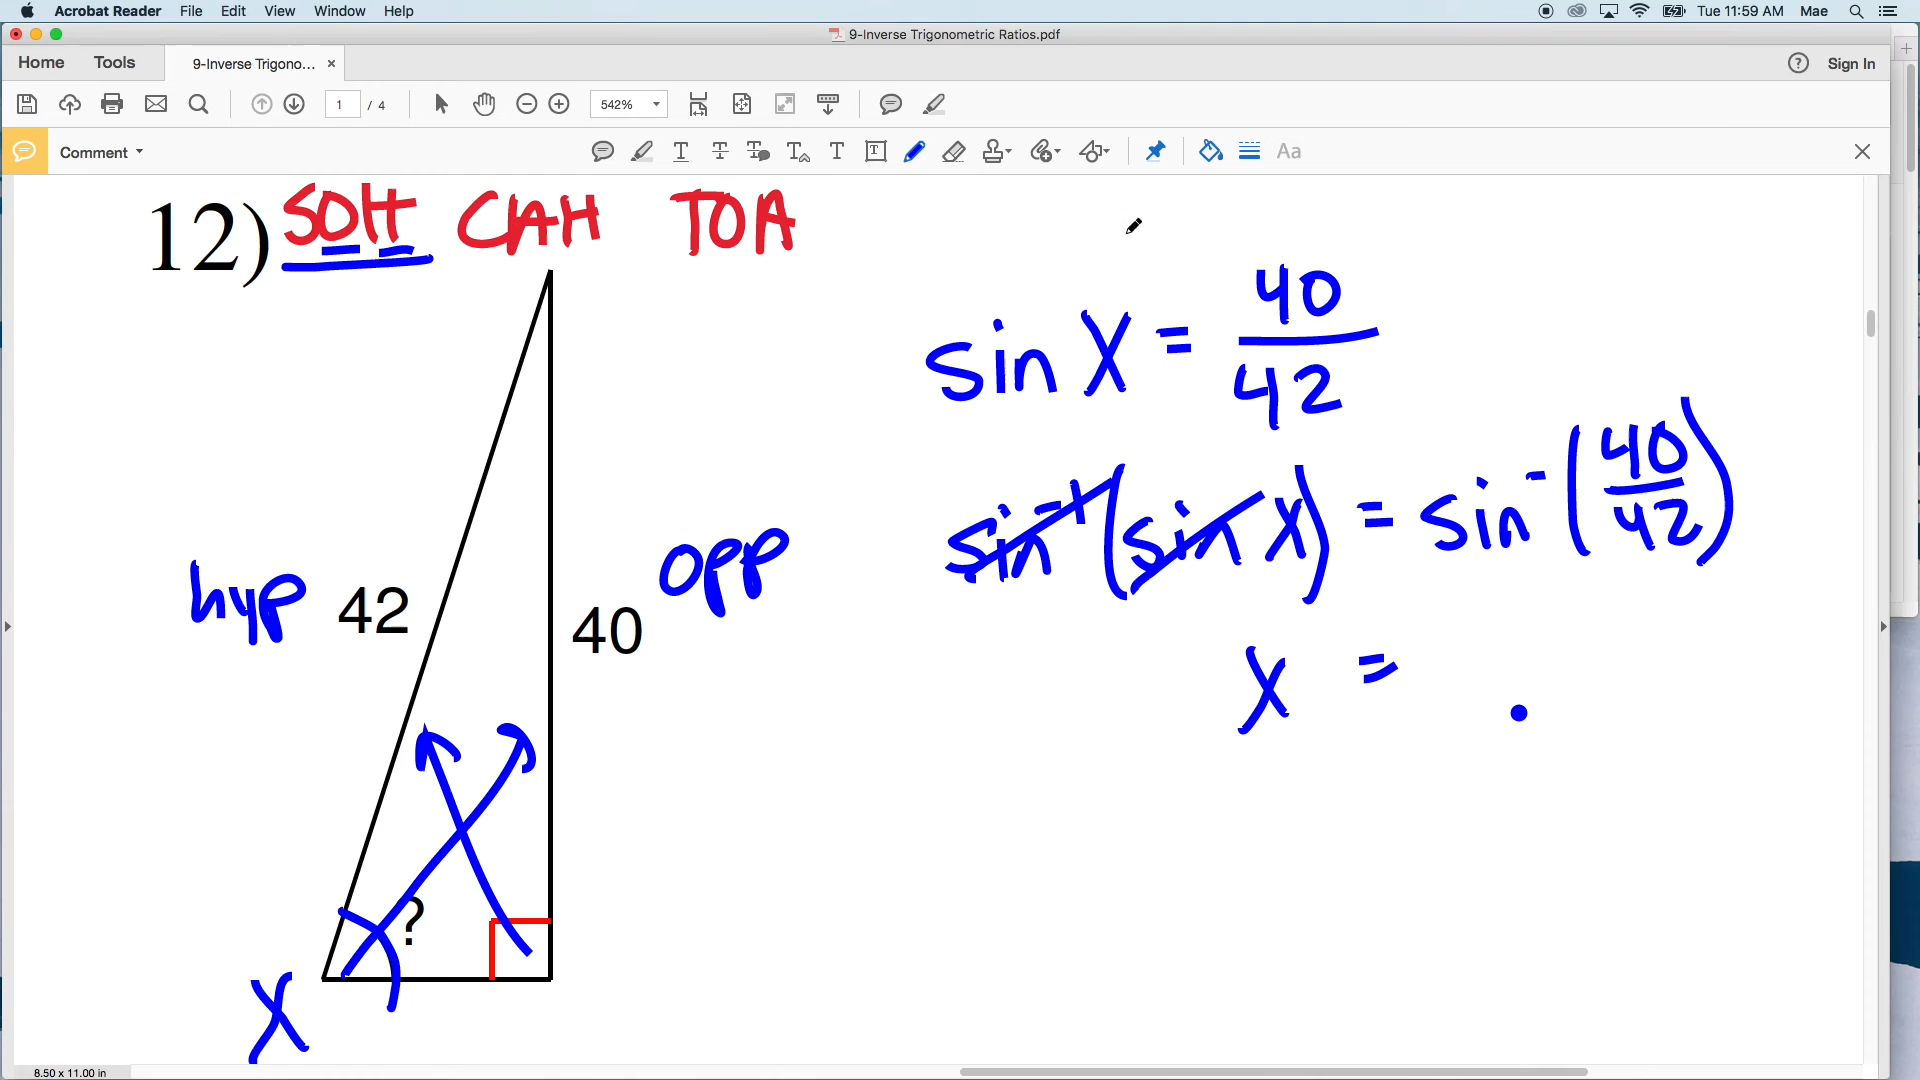 Acrobat Reader File Edit View Window Help Tue 11:59 AM Mae
9-Inverse Trigonometric Ratios.pdf
Home Tools 9-Inverse Trigono... × Sign In
1 / 4 542%
Comment Aa
12) SOH CAH TOA
sin X = 40/42
sin⁻¹(sin X) = sin⁻(40/42)
hyp 42 40 opp
X = .
?
X
8.50 x 11.00 in